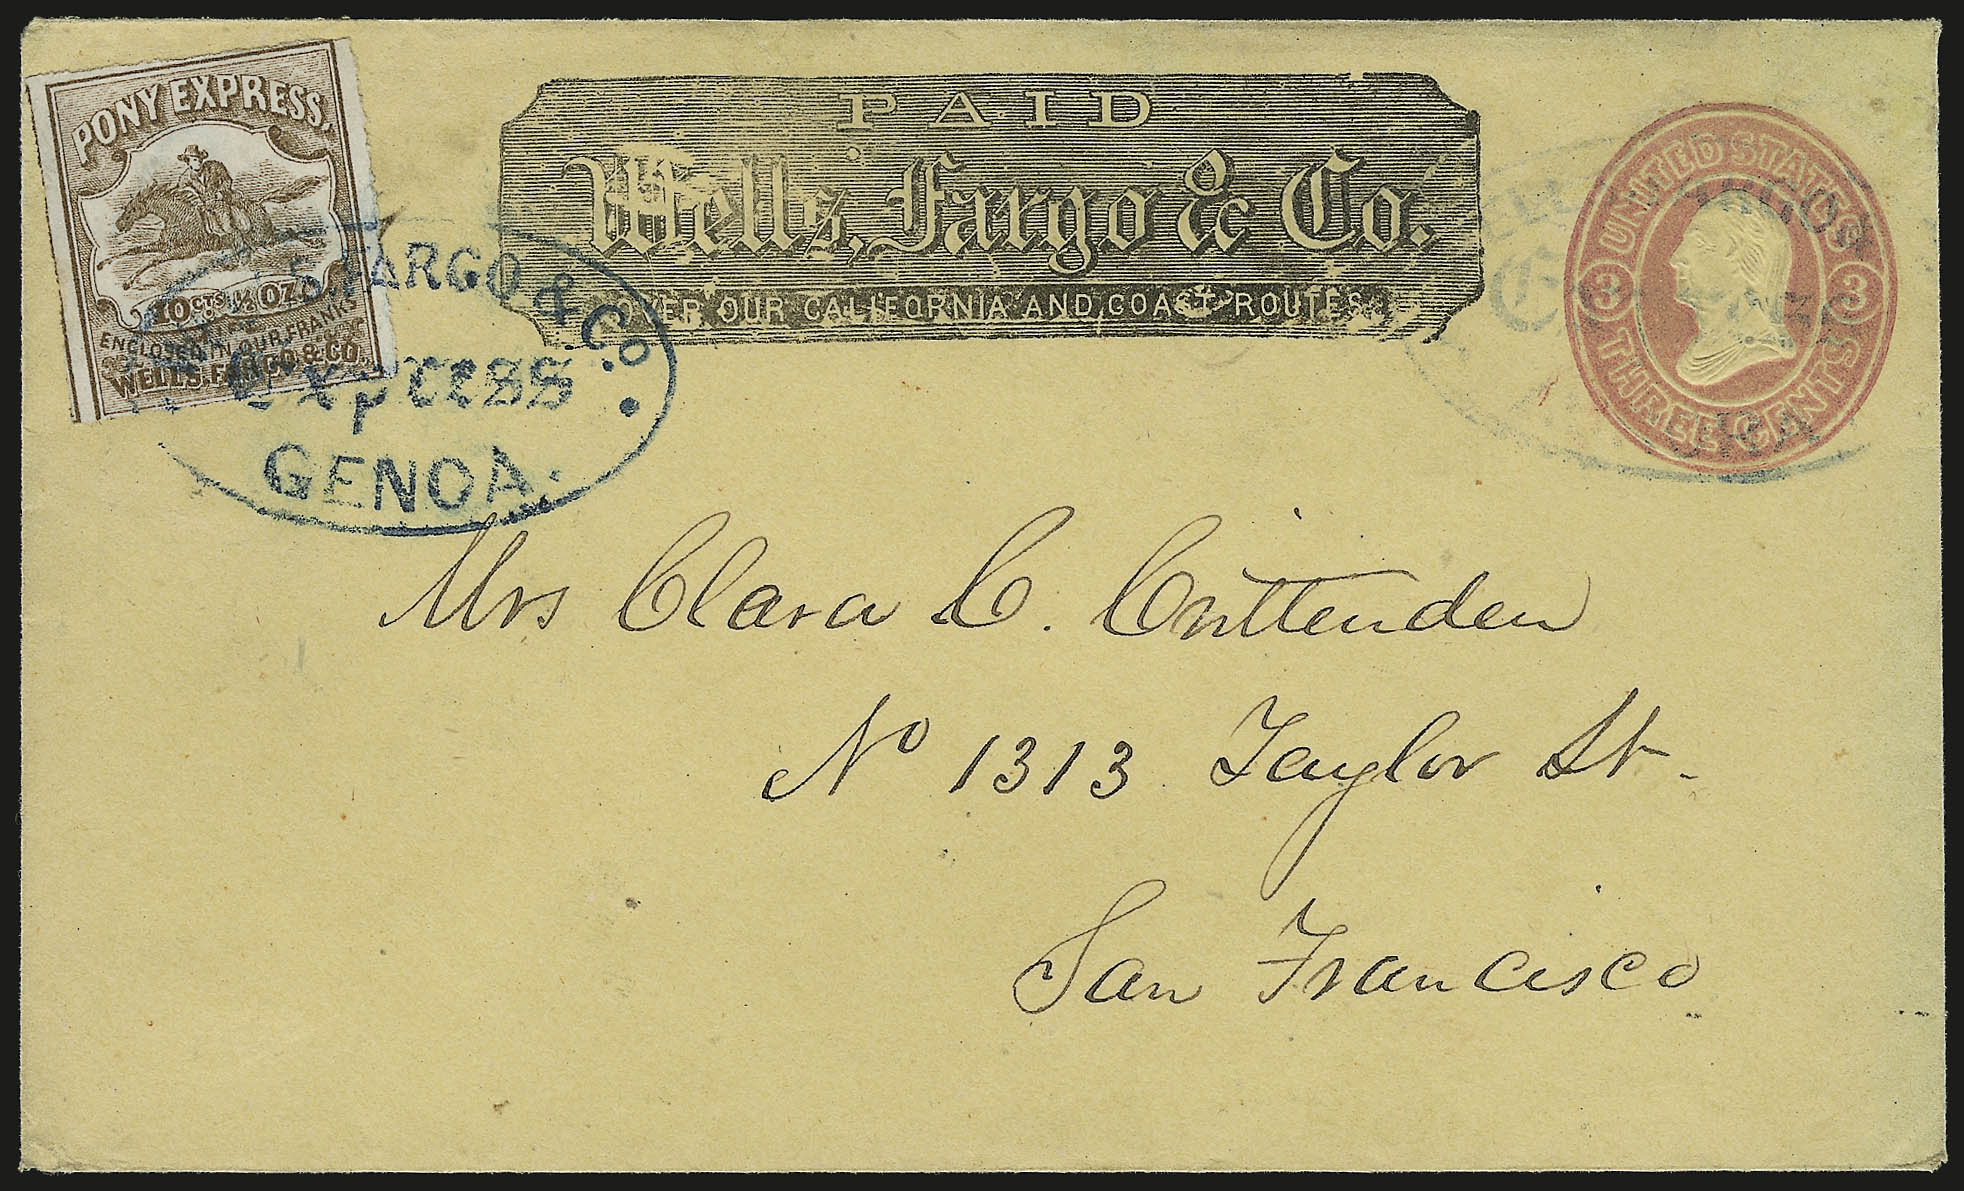 PONY EXPRESS.
10 CTS ½ OZ.
ENCLOSED IN OUR FRANKS
WELLS, FARGO & CO.
FARGO & Co.
Express
GENOA.
PAID
Wells, Fargo & Co.
OVER OUR CALIFORNIA AND COAST ROUTES.
UNITED STATES
3 3
THREE CENTS
Mrs Clara C. Crittenden
No 1313 Taylor St.
San Francisco